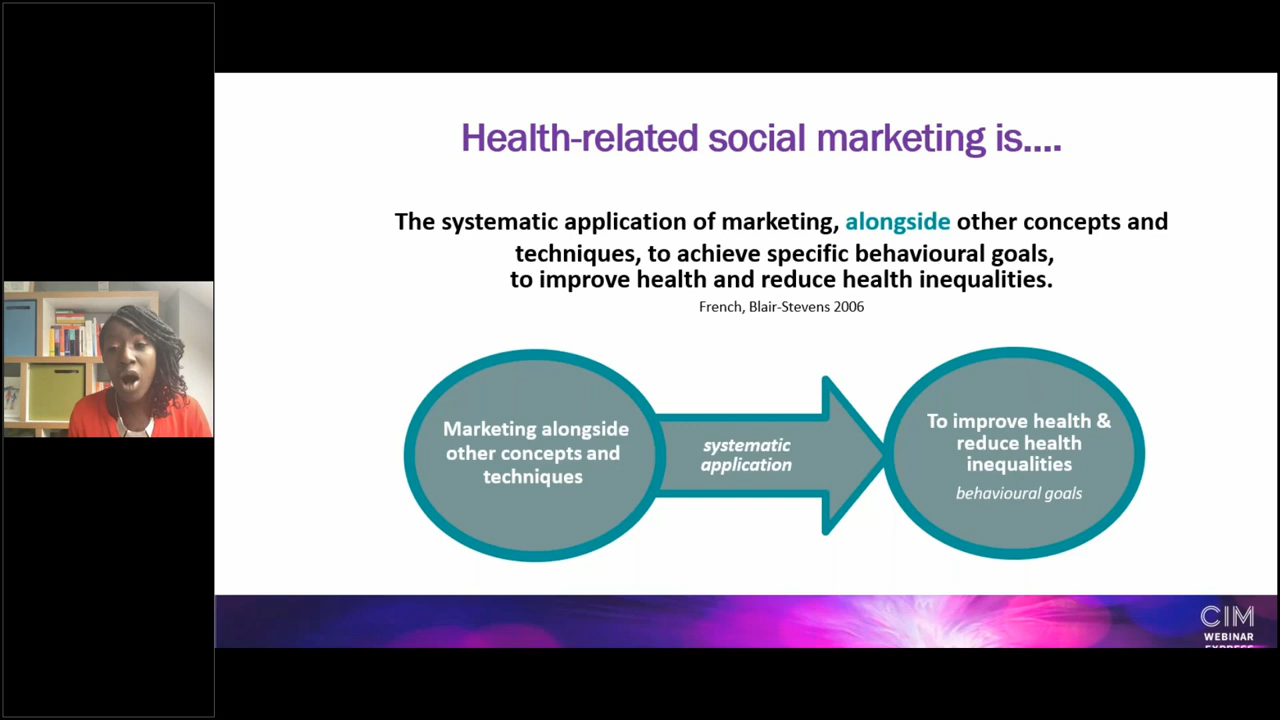 Health-related social marketing is....
The systematic application of marketing, alongside other concepts and
techniques, to achieve specific behavioural goals,
to improve health and reduce health inequalities.
French, Blair-Stevens 2006
Marketing alongside
other concepts and
techniques
systematic
application
To improve health &
reduce health
inequalities
behavioural goals
CIM
WEBINAR
EXPRESS